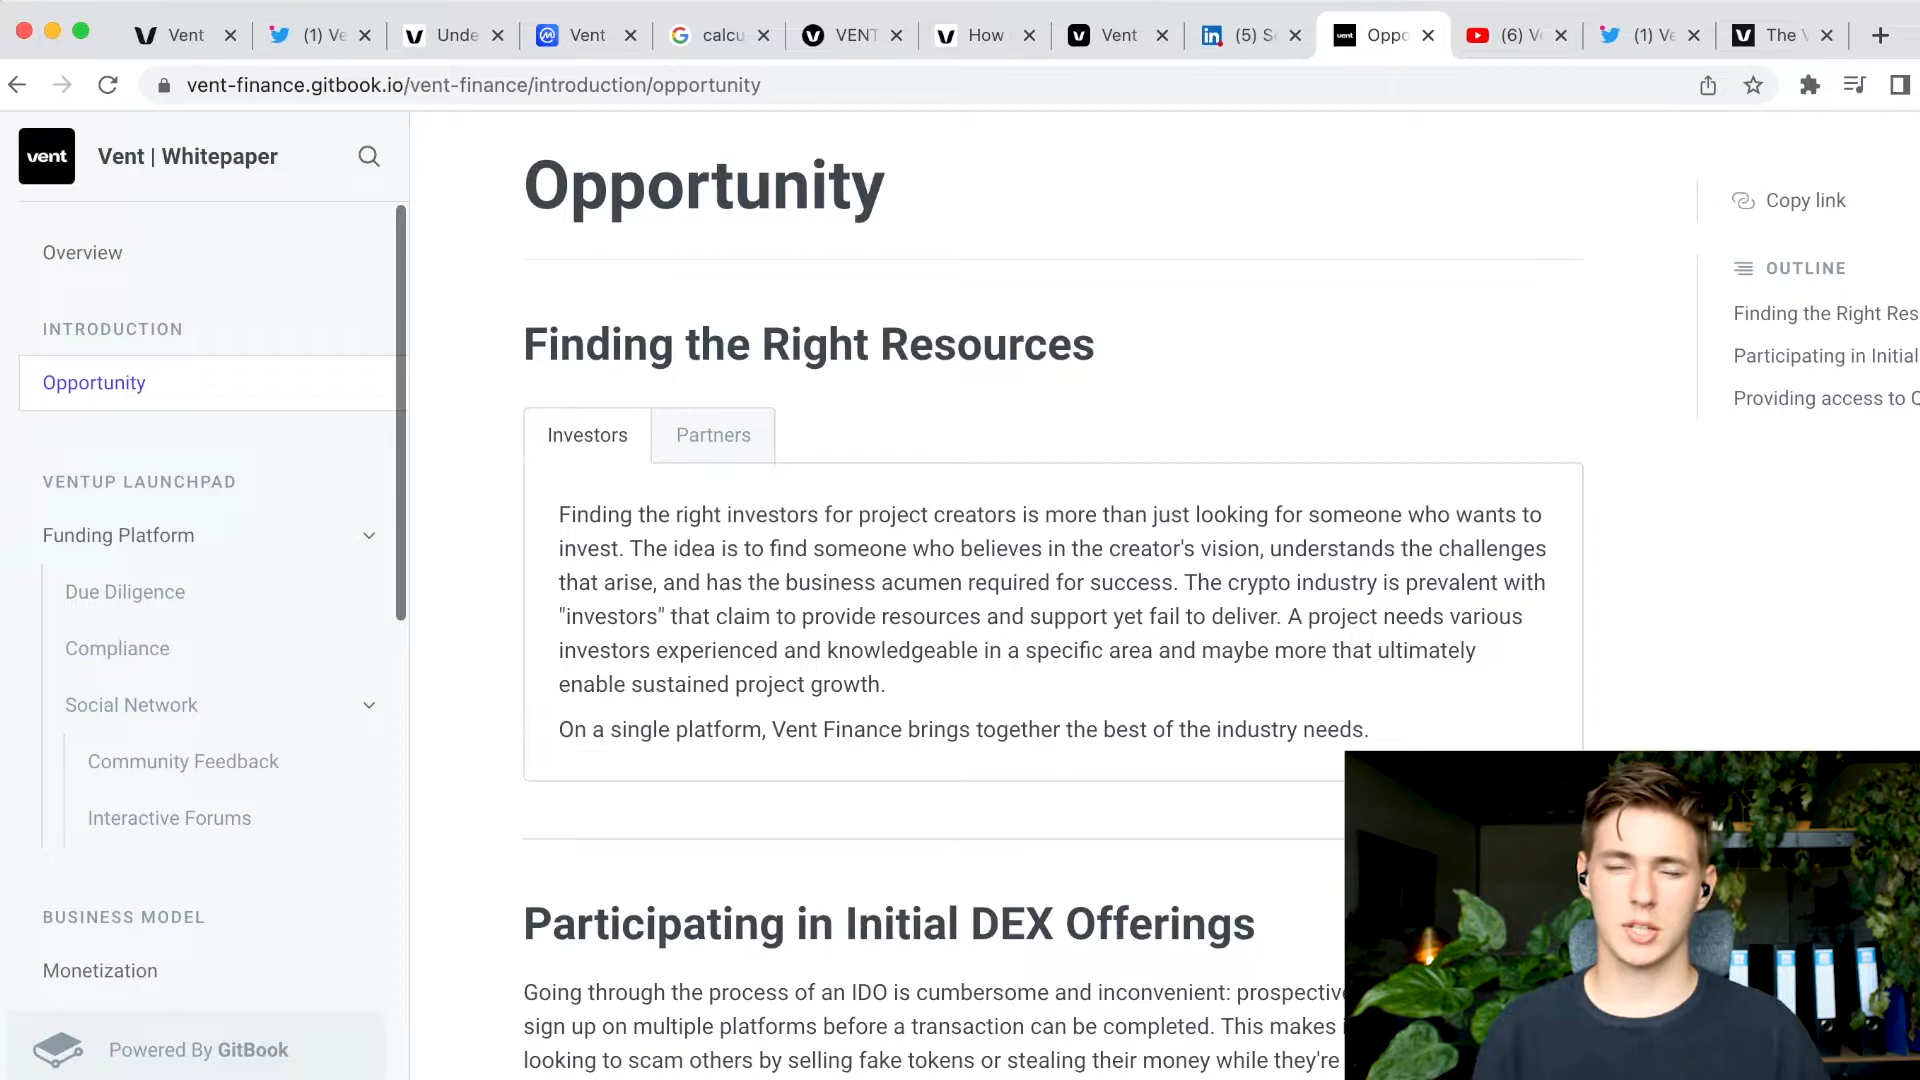 Vent
(1) Ve
Unde
Vent
calcu
VENT
How
Vent
(5) S
Oppo
(6) V
(1) Ve
The V
vent-finance.gitbook.io/vent-finance/introduction/opportunity
vent
Vent | Whitepaper
Overview
INTRODUCTION
Opportunity
VENTUP LAUNCHPAD
Funding Platform
Due Diligence
Compliance
Social Network
Community Feedback
Interactive Forums
BUSINESS MODEL
Monetization
Powered By GitBook
Opportunity
Finding the Right Resources
Investors
Partners
Finding the right investors for project creators is more than just looking for someone who wants to
invest. The idea is to find someone who believes in the creator's vision, understands the challenges
that arise, and has the business acumen required for success. The crypto industry is prevalent with
"investors" that claim to provide resources and support yet fail to deliver. A project needs various
investors experienced and knowledgeable in a specific area and maybe more that ultimately
enable sustained project growth.
On a single platform, Vent Finance brings together the best of the industry needs.
Participating in Initial DEX Offerings
Going through the process of an IDO is cumbersome and inconvenient: prospective
sign up on multiple platforms before a transaction can be completed. This makes
looking to scam others by selling fake tokens or stealing their money while they're
Copy link
OUTLINE
Finding the Right Res
Participating in Initial
Providing access to